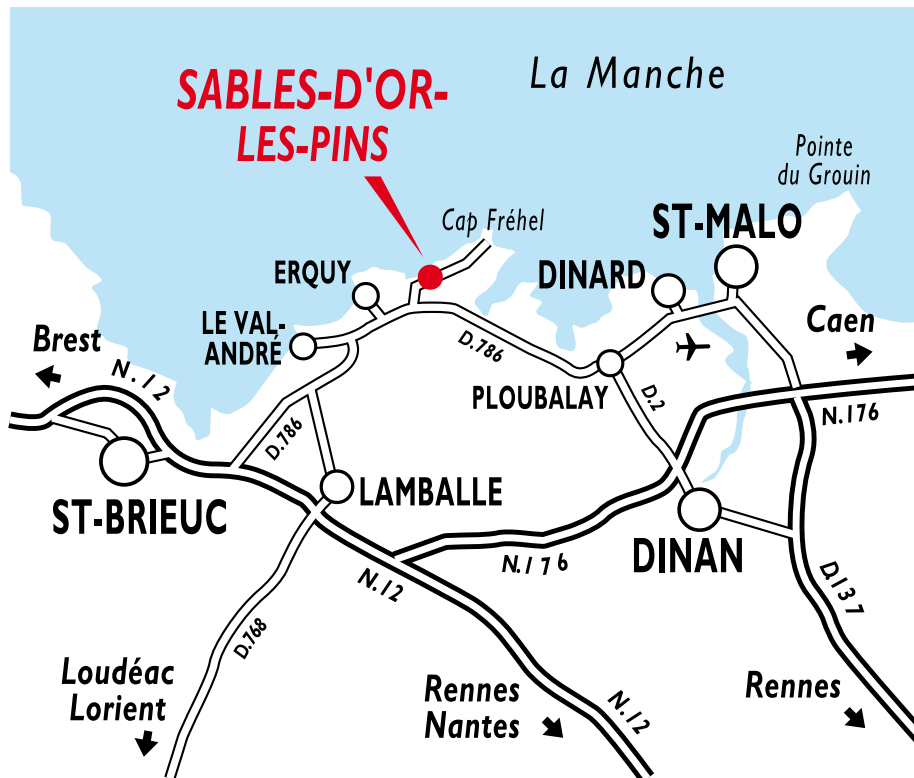 La Manche
SABLES-D'OR-
LES-PINS
Pointe
du Grouin
Cap Fréhel
ST-MALO
ERQUY
DINARD
LE VAL-
ANDRÉ
Caen
Brest
N.12
D.786
PLOUBALAY
D.2
N.176
D.786
LAMBALLE
ST-BRIEUC
DINAN
N.176
N.12
D.137
D.768
Loudéac
Lorient
Rennes
Nantes
N.12
Rennes